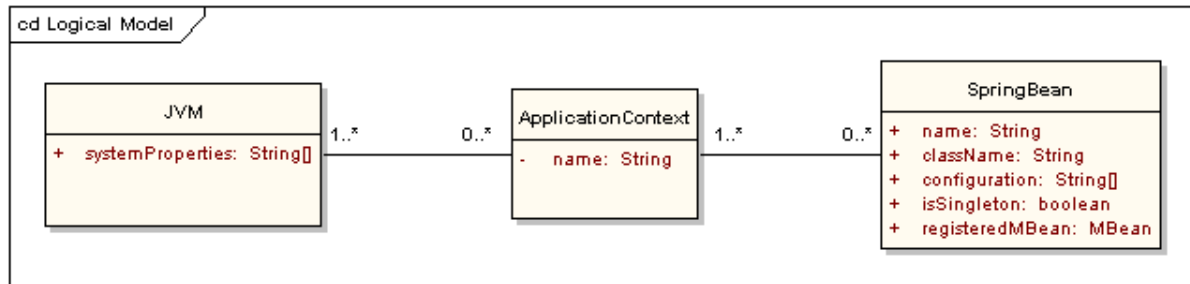 cd Logical Model
JVM
+ systemProperties: String[]
1..*
0..*
ApplicationContext
- name: String
1..*
0..*
SpringBean
+ name: String
+ className: String
+ configuration: String[]
+ isSingleton: boolean
+ registeredMBean: MBean